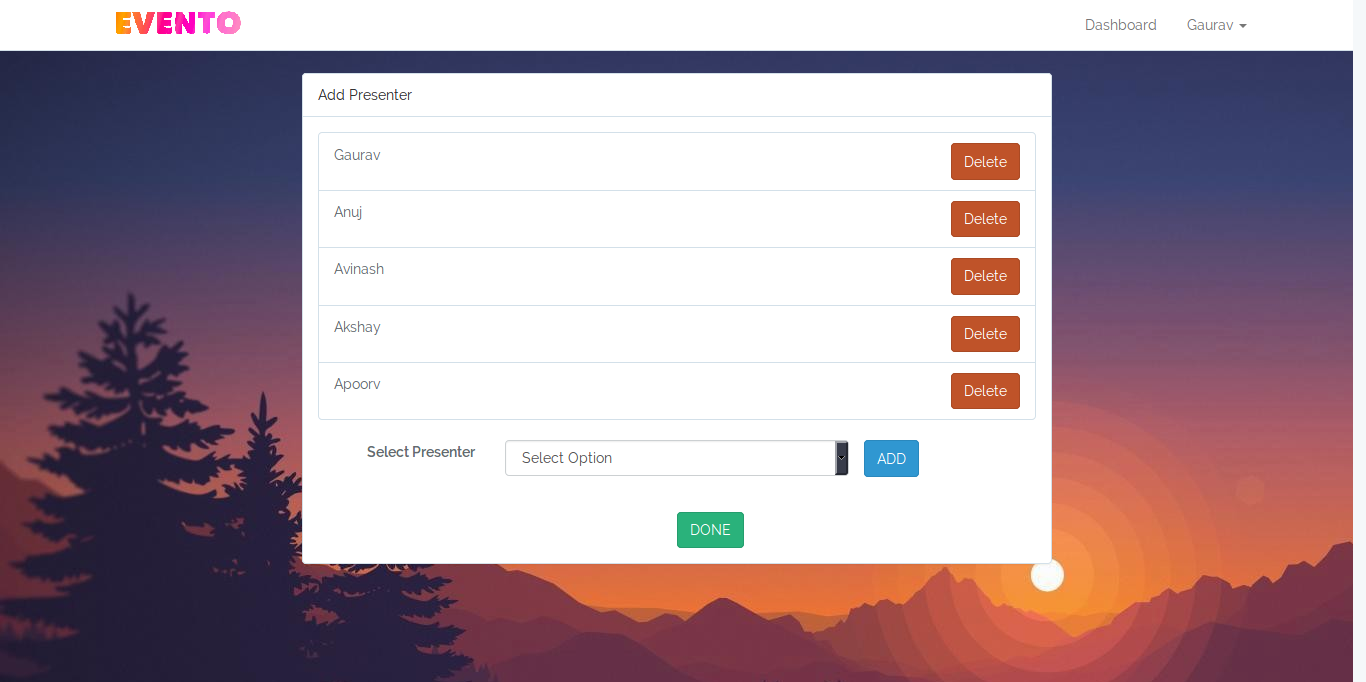 EVENTO
Dashboard Gaurav
Add Presenter
Gaurav Delete
Anuj Delete
Avinash Delete
Akshay Delete
Apoorv Delete
Select Presenter Select Option ADD
DONE